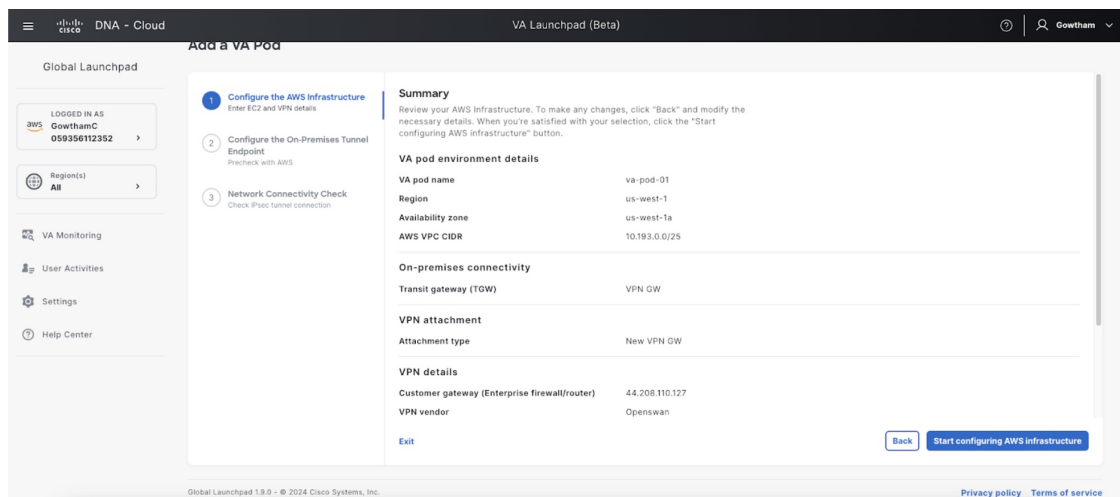 CISCO DNA - Cloud
VA Launchpad (Beta)
Gowtham
Global Launchpad
LOGGED IN AS
aws GowthamC
059356112352
Region(s)
All
VA Monitoring
User Activities
Settings
Help Center
Add a VA Pod
1 Configure the AWS Infrastructure
Enter EC2 and VPN details
2 Configure the On-Premises Tunnel
Endpoint
Precheck with AWS
3 Network Connectivity Check
Check IPsec tunnel connection
Summary
Review your AWS Infrastructure. To make any changes, click "Back" and modify the
necessary details. When you're satisfied with your selection, click the "Start
configuring AWS infrastructure" button.
VA pod environment details
VA pod name va-pod-01
Region us-west-1
Availability zone us-west-1a
AWS VPC CIDR 10.193.0.0/25
On-premises connectivity
Transit gateway (TGW) VPN GW
VPN attachment
Attachment type New VPN GW
VPN details
Customer gateway (Enterprise firewall/router) 44.208.110.127
VPN vendor Openswan
Exit
Back
Start configuring AWS infrastructure
Global Launchpad 1.9.0 - © 2024 Cisco Systems, Inc.
Privacy policy Terms of service